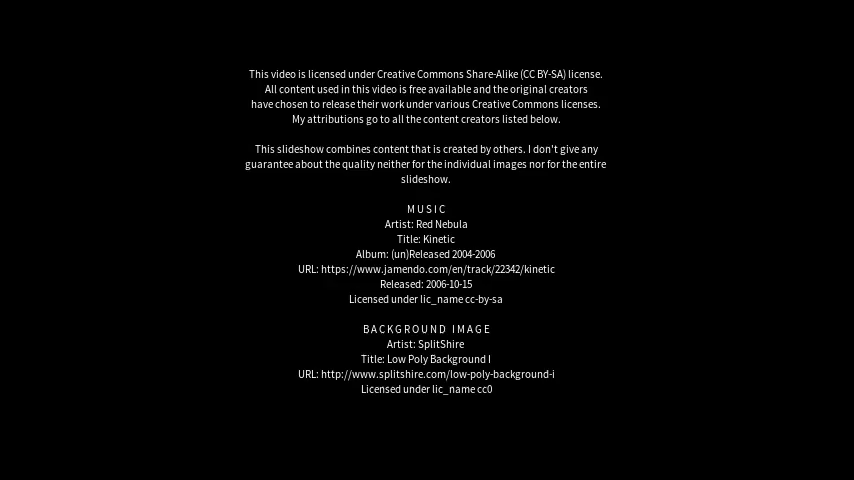 This video is licensed under Creative Commons Share-Alike (CC BY-SA) license.
All content used in this video is free available and the original creators
have chosen to release their work under various Creative Commons licenses.
My attributions go to all the content creators listed below.
This slideshow combines content that is created by others. I don't give any
guarantee about the quality neither for the individual images nor for the entire
slideshow.
M U S I C
Artist: Red Nebula
Title: Kinetic
Album: (un)Released 2004-2006
URL: https://www.jamendo.com/en/track/22342/kinetic
Released: 2006-10-15
Licensed under lic_name cc-by-sa
B A C K G R O U N D   I M A G E
Artist: SplitShire
Title: Low Poly Background I
URL: http://www.splitshire.com/low-poly-background-i
Licensed under lic_name cc0